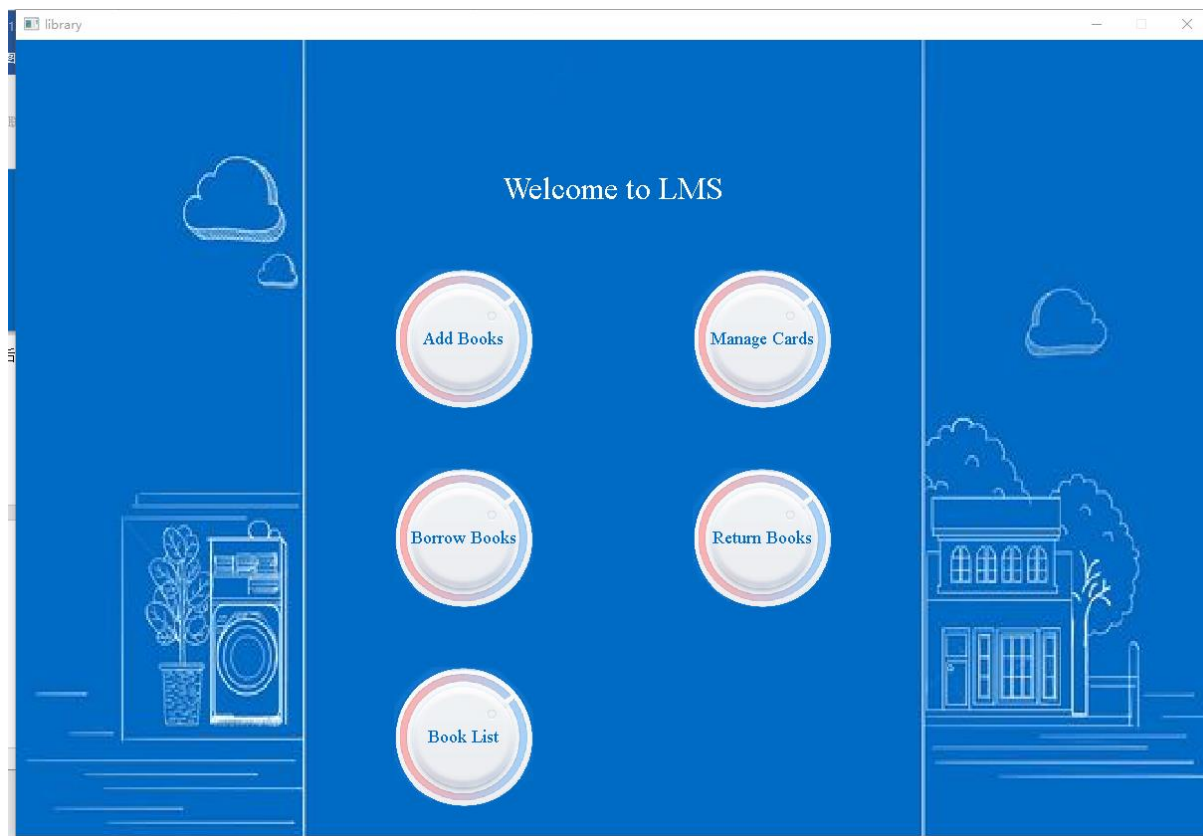 library
Welcome to LMS
Add Books
Manage Cards
Borrow Books
Return Books
Book List